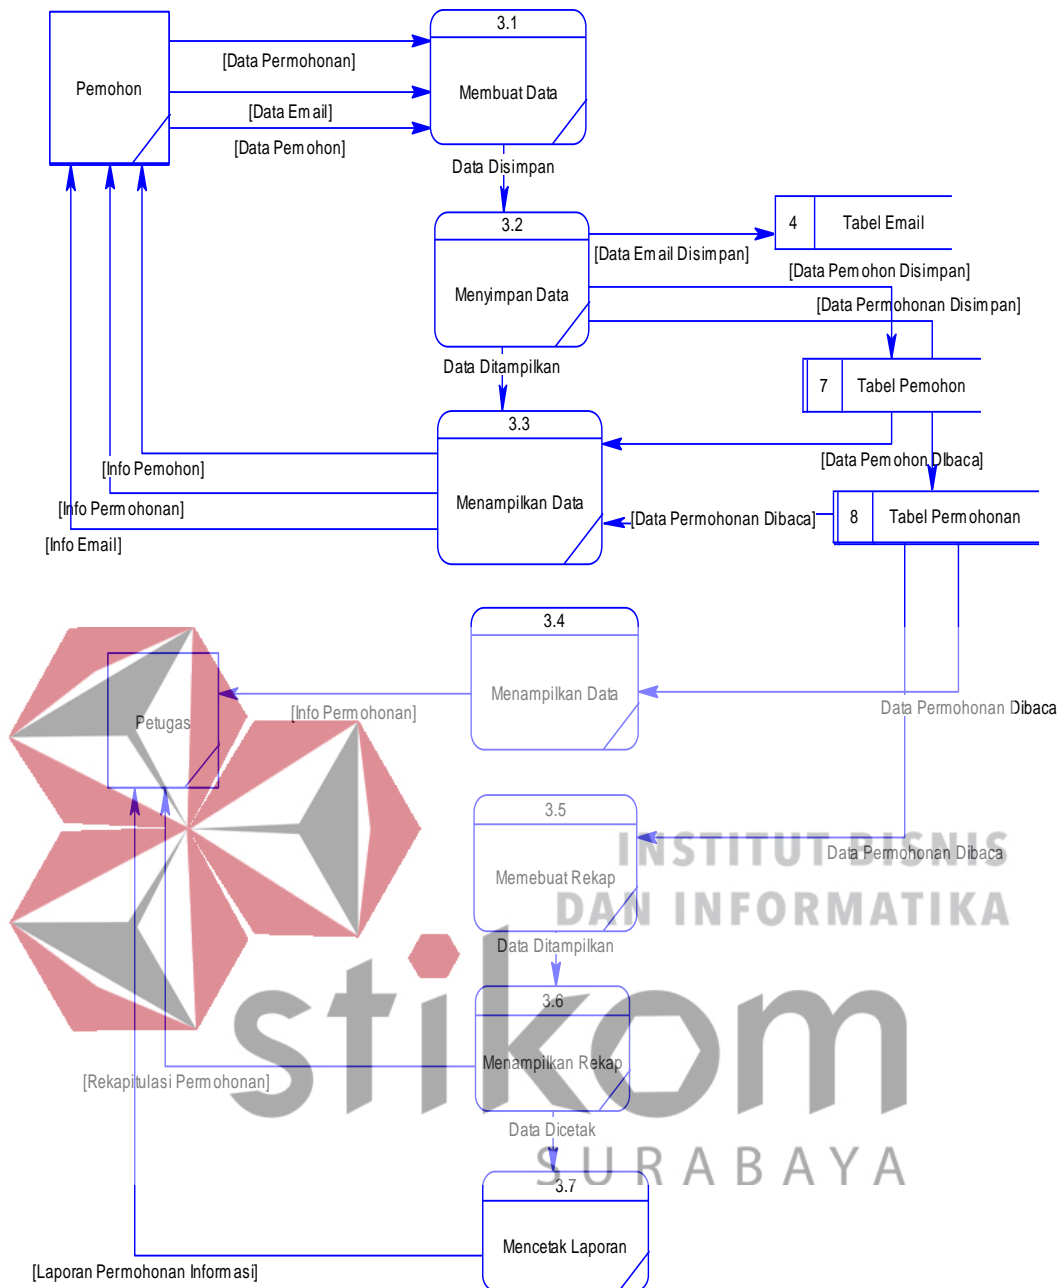 3.1
Pemohon
Membuat Data
[Data Permohonan]
[Data Email]
[Data Pemohon]
Data Disimpan
3.2
Menyimpan Data
4 Tabel Email
[Data Email Disimpan]
[Data Pemohon Disimpan]
[Data Permohonan Disimpan]
Data Ditampilkan
7 Tabel Pemohon
3.3
Menampilkan Data
[Data Pemohon DIbaca]
[Info Pemohon]
[Info Permohonan]
[Info Email]
[Data Permohonan Dibaca]
8 Tabel Permohonan
3.4
Menampilkan Data
Petugas
[Info Permohonan]
Data Permohonan Dibaca
3.5
Memebuat Rekap
Data Permohonan Dibaca
INSTITUT BISNIS
DAN INFORMATIKA
Data Ditampilkan
3.6
Menampilkan Rekap
[Rekapitulasi Permohonan]
stikom
Data Dicetak
SURABAYA
3.7
Mencetak Laporan
[Laporan Permohonan Informasi]